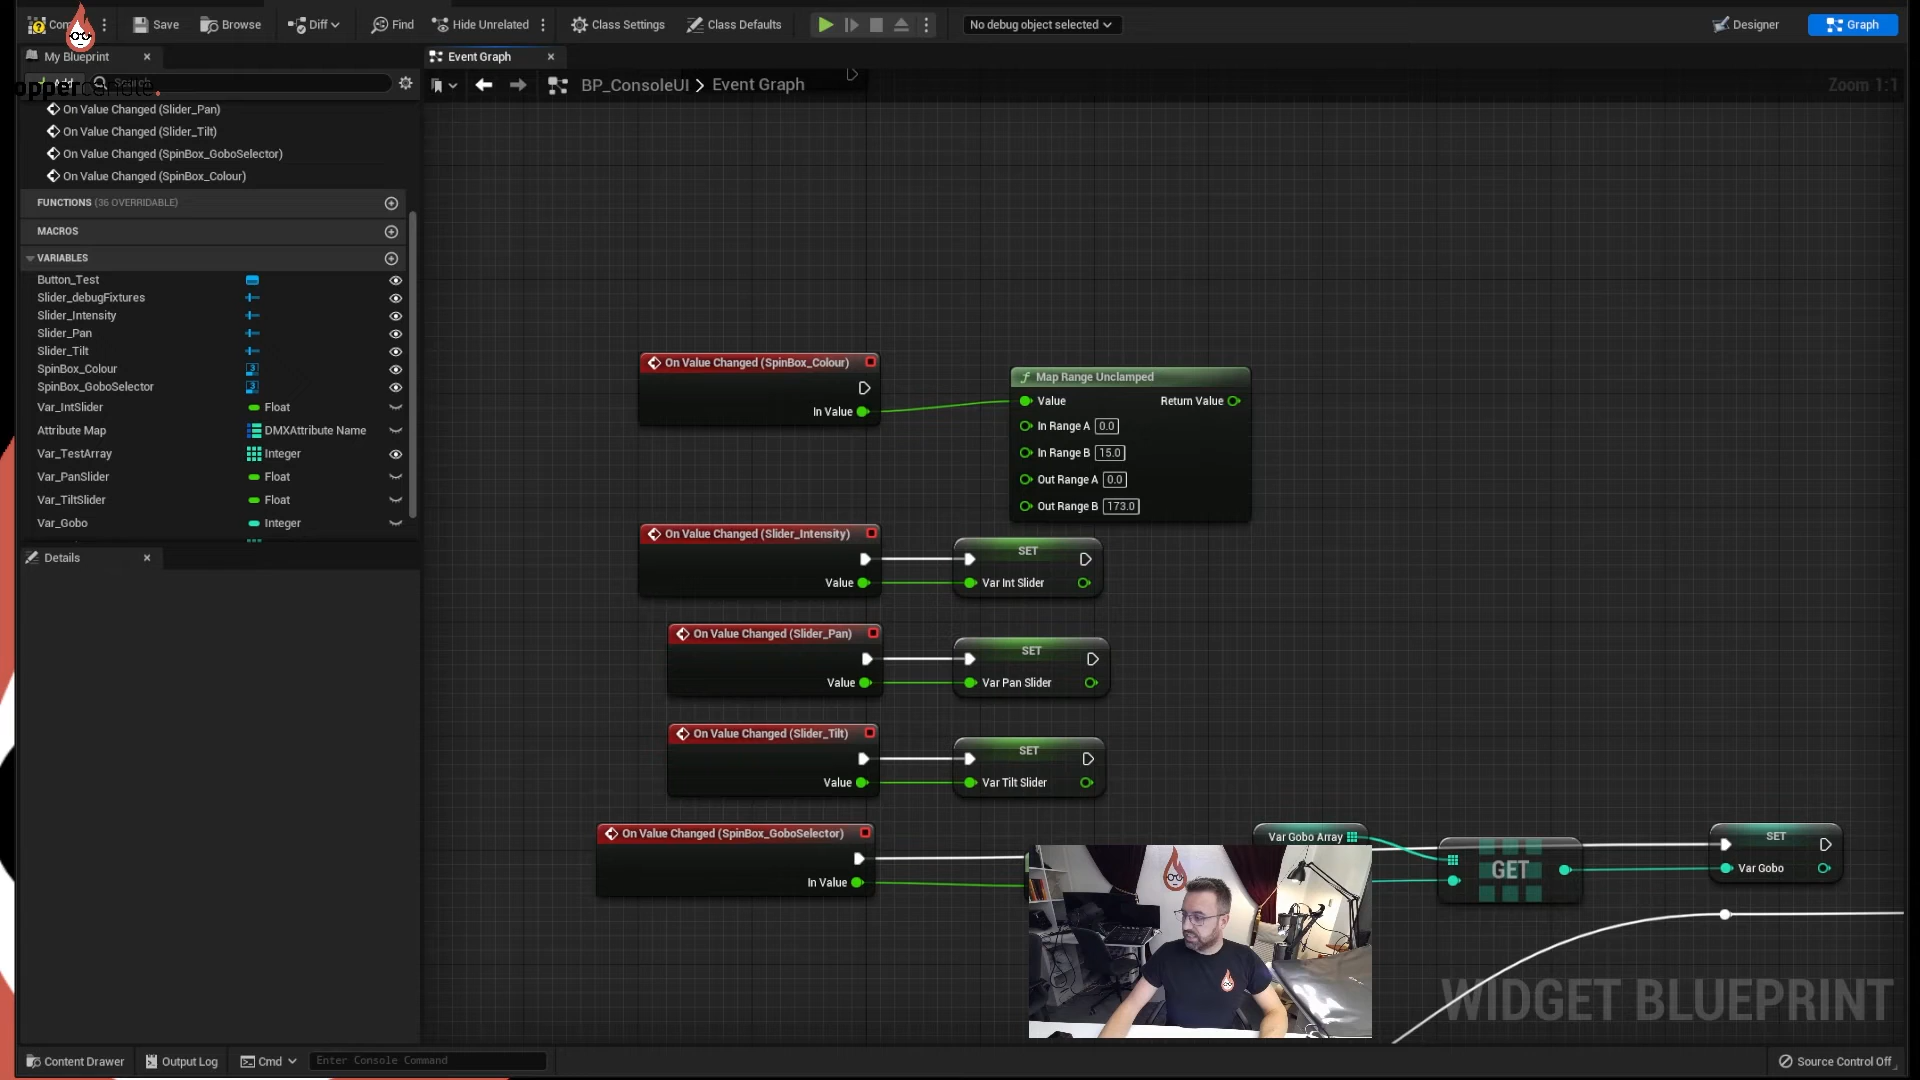 Save
Browse
Diff
Find
Hide Unrelated
Class Settings
Class Defaults
No debug object selected
Designer
Graph
My Blueprint
Event Graph
Add
Search
BP_ConsoleUI > Event Graph
Zoom 1:1
On Value Changed (Slider_Pan)
On Value Changed (Slider_Tilt)
On Value Changed (SpinBox_GoboSelector)
On Value Changed (SpinBox_Colour)
FUNCTIONS (36 OVERRIDABLE)
MACROS
VARIABLES
Button_Test
Slider_debugFixtures
Slider_Intensity
Slider_Pan
Slider_Tilt
SpinBox_Colour
SpinBox_GoboSelector
Var_IntSlider Float
Attribute Map DMXAttribute Name
Var_TestArray Integer
Var_PanSlider Float
Var_TiltSlider Float
Var_Gobo Integer
Details
On Value Changed (SpinBox_Colour)
In Value
Map Range Unclamped
Value Return Value
In Range A 0.0
In Range B 15.0
Out Range A 0.0
Out Range B 173.0
On Value Changed (Slider_Intensity)
Value
SET
Var Int Slider
On Value Changed (Slider_Pan)
Value
SET
Var Pan Slider
On Value Changed (Slider_Tilt)
Value
SET
Var Tilt Slider
On Value Changed (SpinBox_GoboSelector)
In Value
Var Gobo Array
GET
SET
Var Gobo
WIDGET BLUEPRINT
Content Drawer
Output Log
Cmd
Enter Console Command
Source Control Off